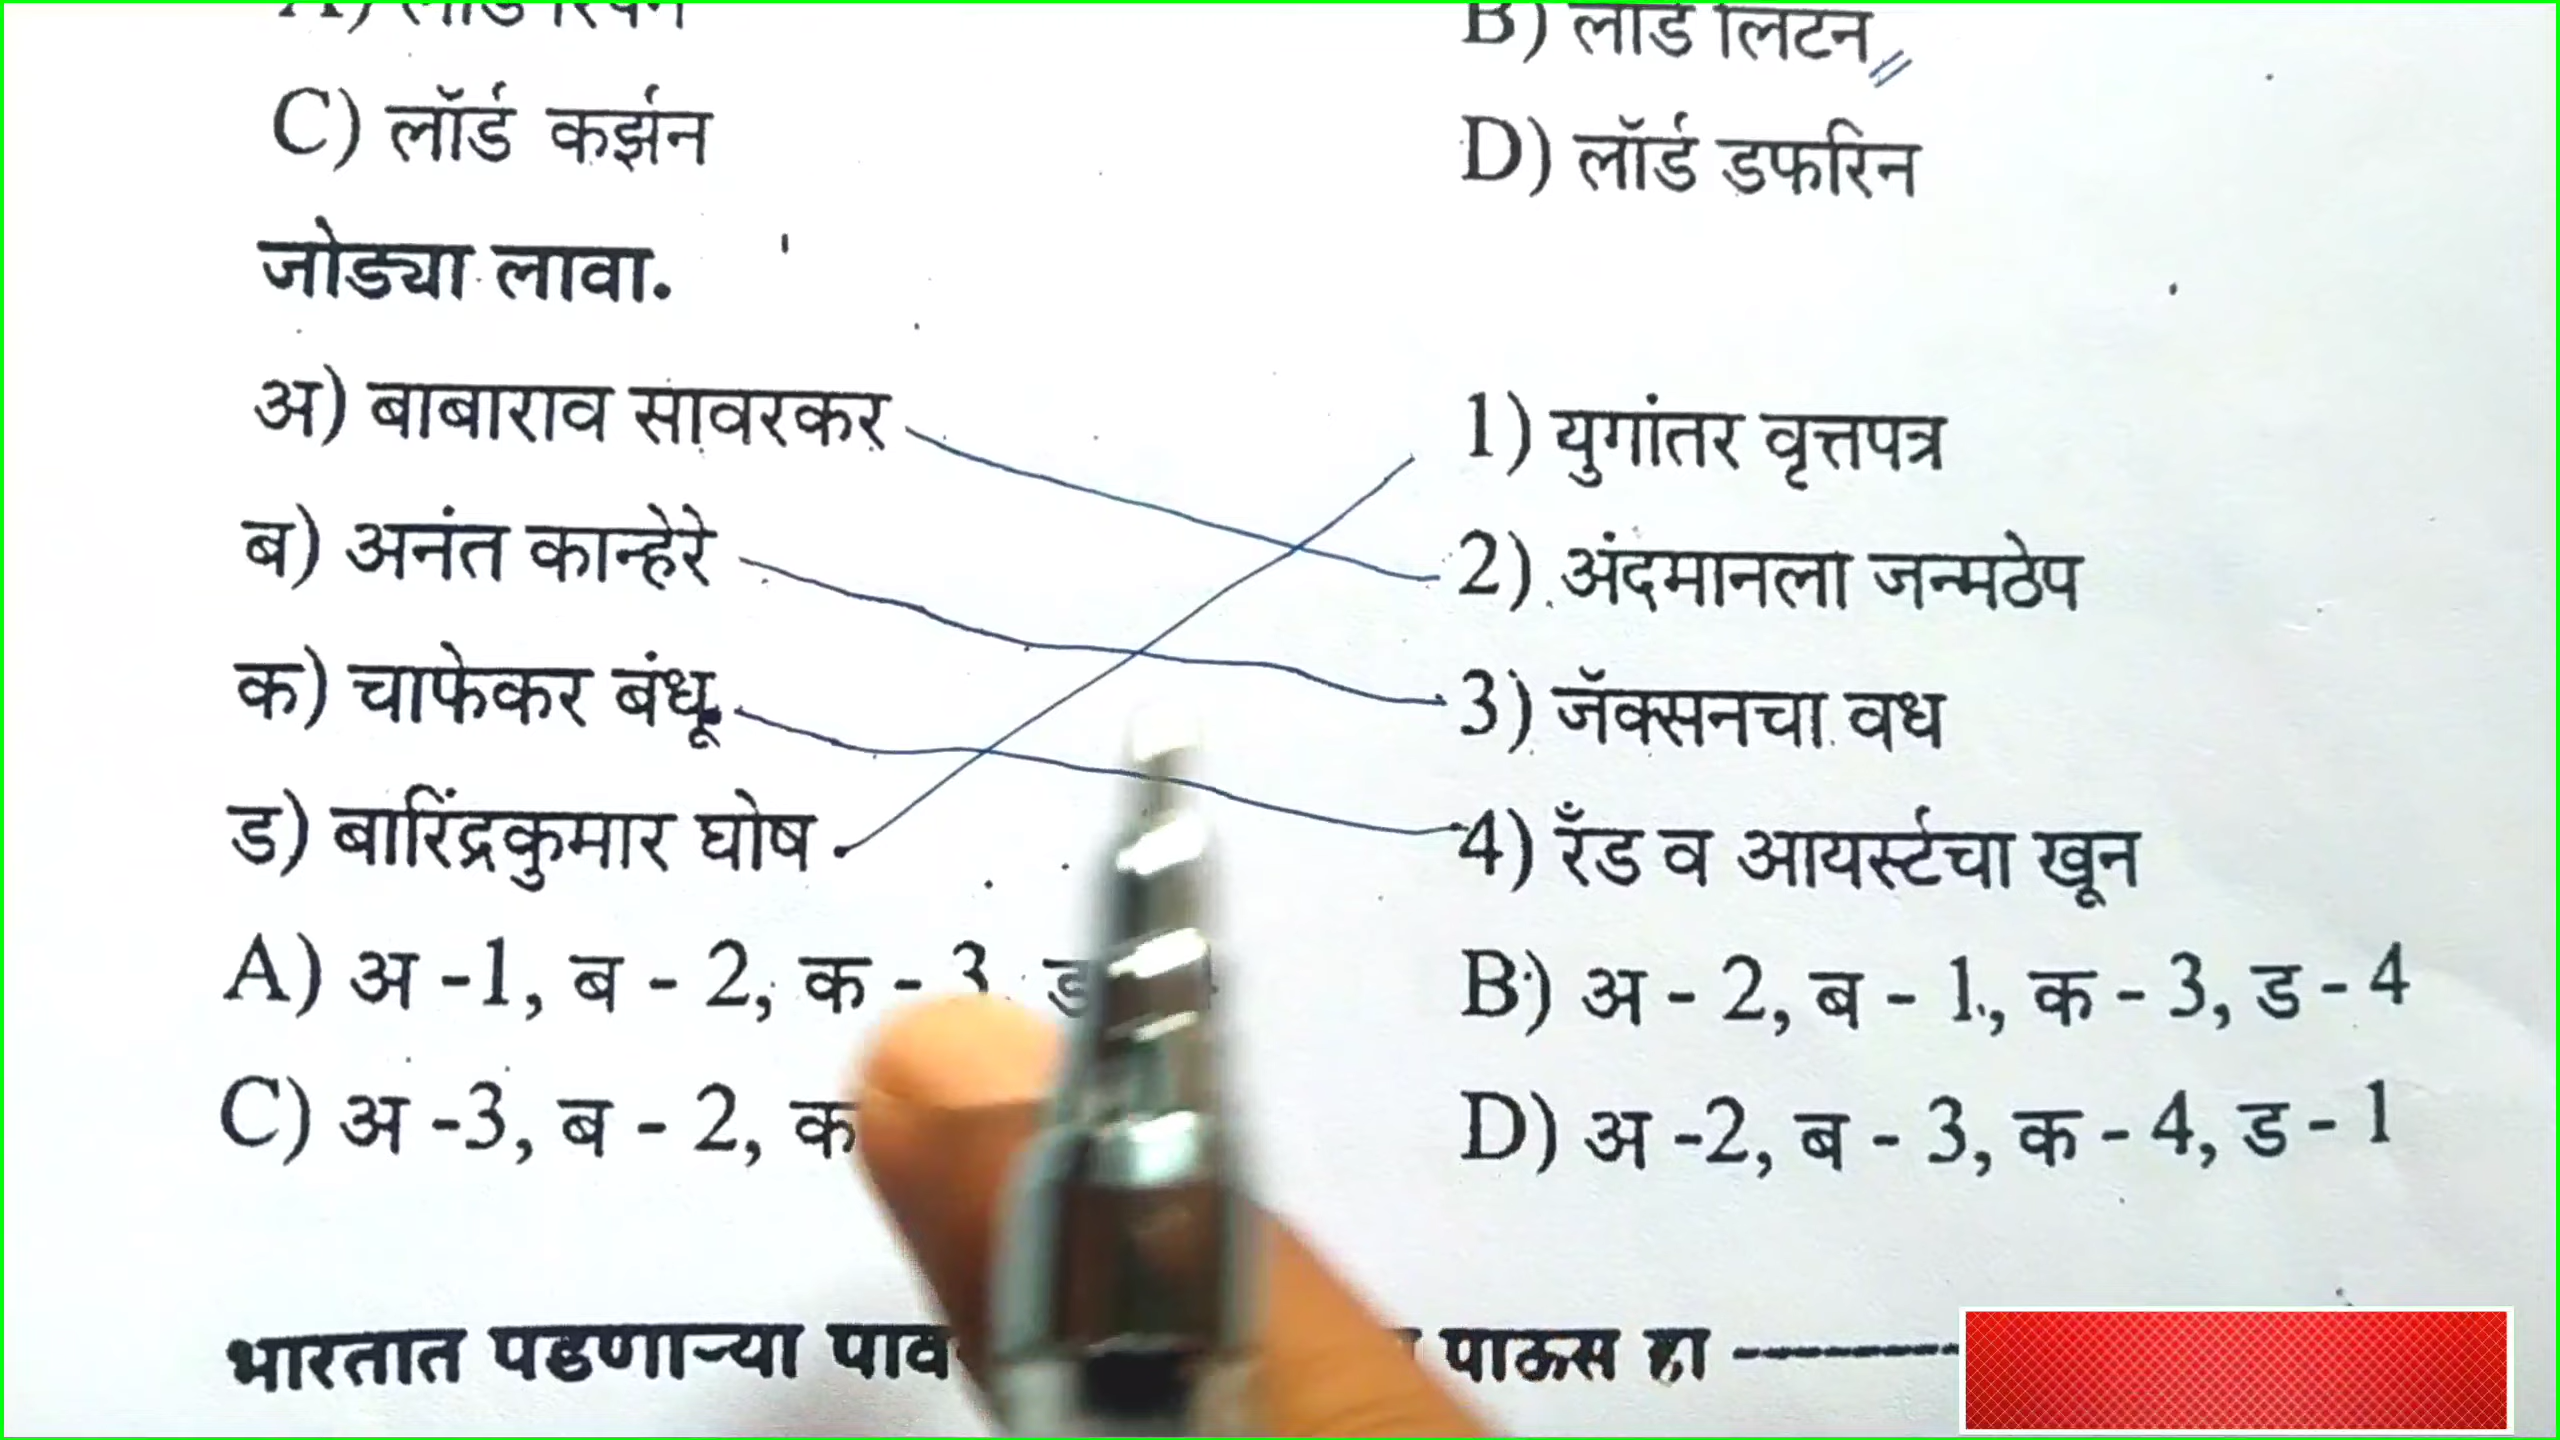 B) लॉर्ड लिटन
C) लॉर्ड कर्झन
D) लॉर्ड डफरिन
जोड्या लावा.
अ) बाबाराव सावरकर 1) युगांतर वृत्तपत्र
ब) अनंत कान्हेरे 2) अंदमानला जन्मठेप
क) चाफेकर बंधू 3) जॅक्सनचा वध
ड) बारिंद्रकुमार घोष 4) रँड व आयर्स्टचा खून
A) अ -1, ब - 2, क - 3, ड B) अ - 2, ब - 1, क - 3, ड - 4
C) अ -3, ब - 2, क D) अ -2, ब - 3, क - 4, ड - 1
भारतात पडणाऱ्या पाऊस हा